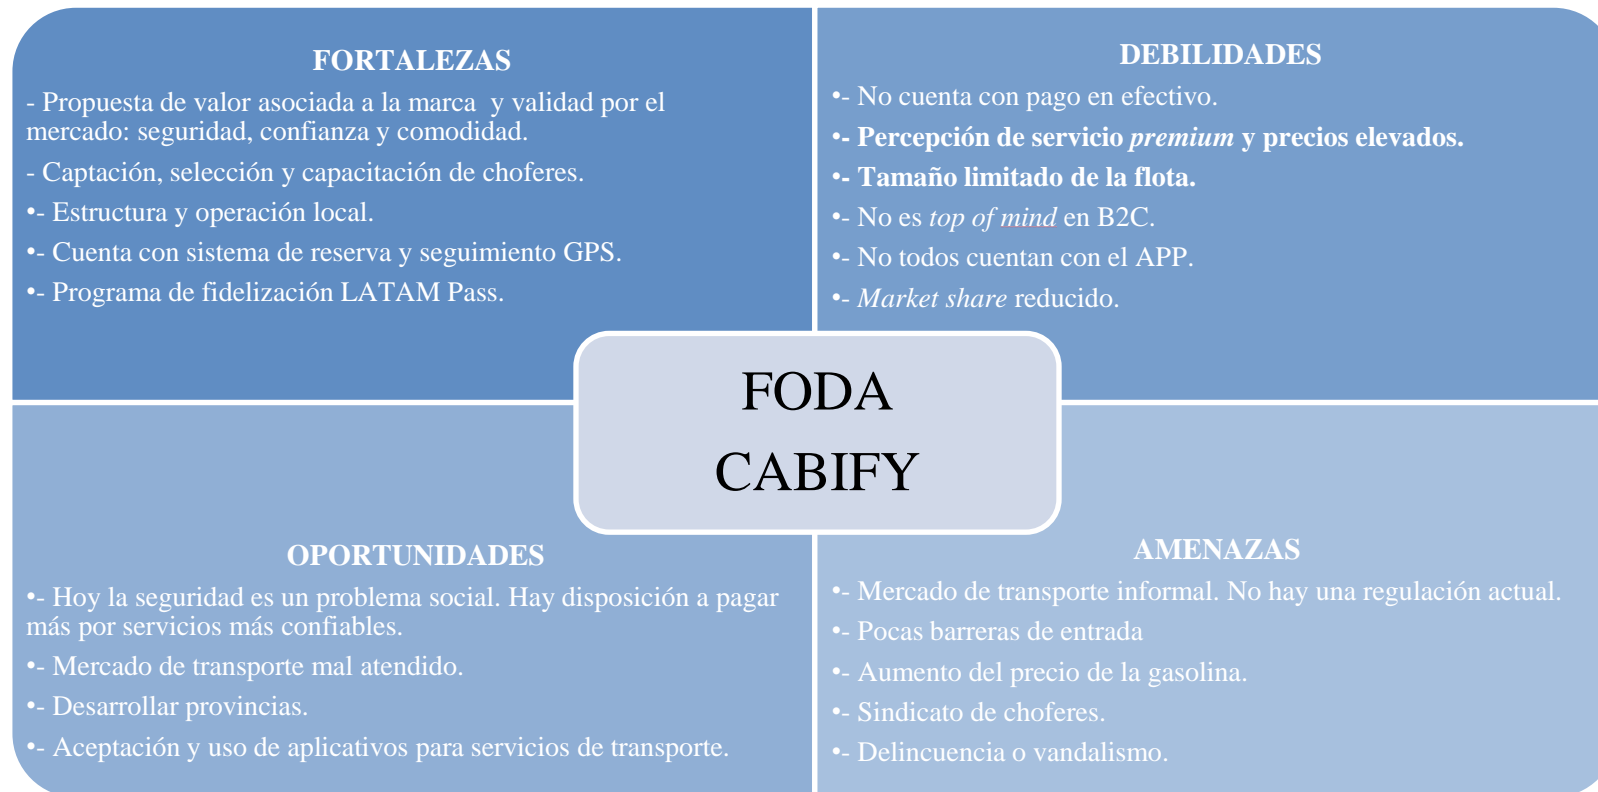 FORTALEZAS
- Propuesta de valor asociada a la marca  y validad por el
mercado: seguridad, confianza y comodidad.
- Captación, selección y capacitación de choferes.
•- Estructura y operación local.
•- Cuenta con sistema de reserva y seguimiento GPS.
•- Programa de fidelización LATAM Pass.
DEBILIDADES
•- No cuenta con pago en efectivo.
•- Percepción de servicio premium y precios elevados.
•- Tamaño limitado de la flota.
•- No es top of mind en B2C.
•- No todos cuentan con el APP.
•- Market share reducido.
FODA
CABIFY
OPORTUNIDADES
•- Hoy la seguridad es un problema social. Hay disposición a pagar
más por servicios más confiables.
•- Mercado de transporte mal atendido.
•- Desarrollar provincias.
•- Aceptación y uso de aplicativos para servicios de transporte.
AMENAZAS
•- Mercado de transporte informal. No hay una regulación actual.
•- Pocas barreras de entrada
•- Aumento del precio de la gasolina.
•- Sindicato de choferes.
•- Delincuencia o vandalismo.